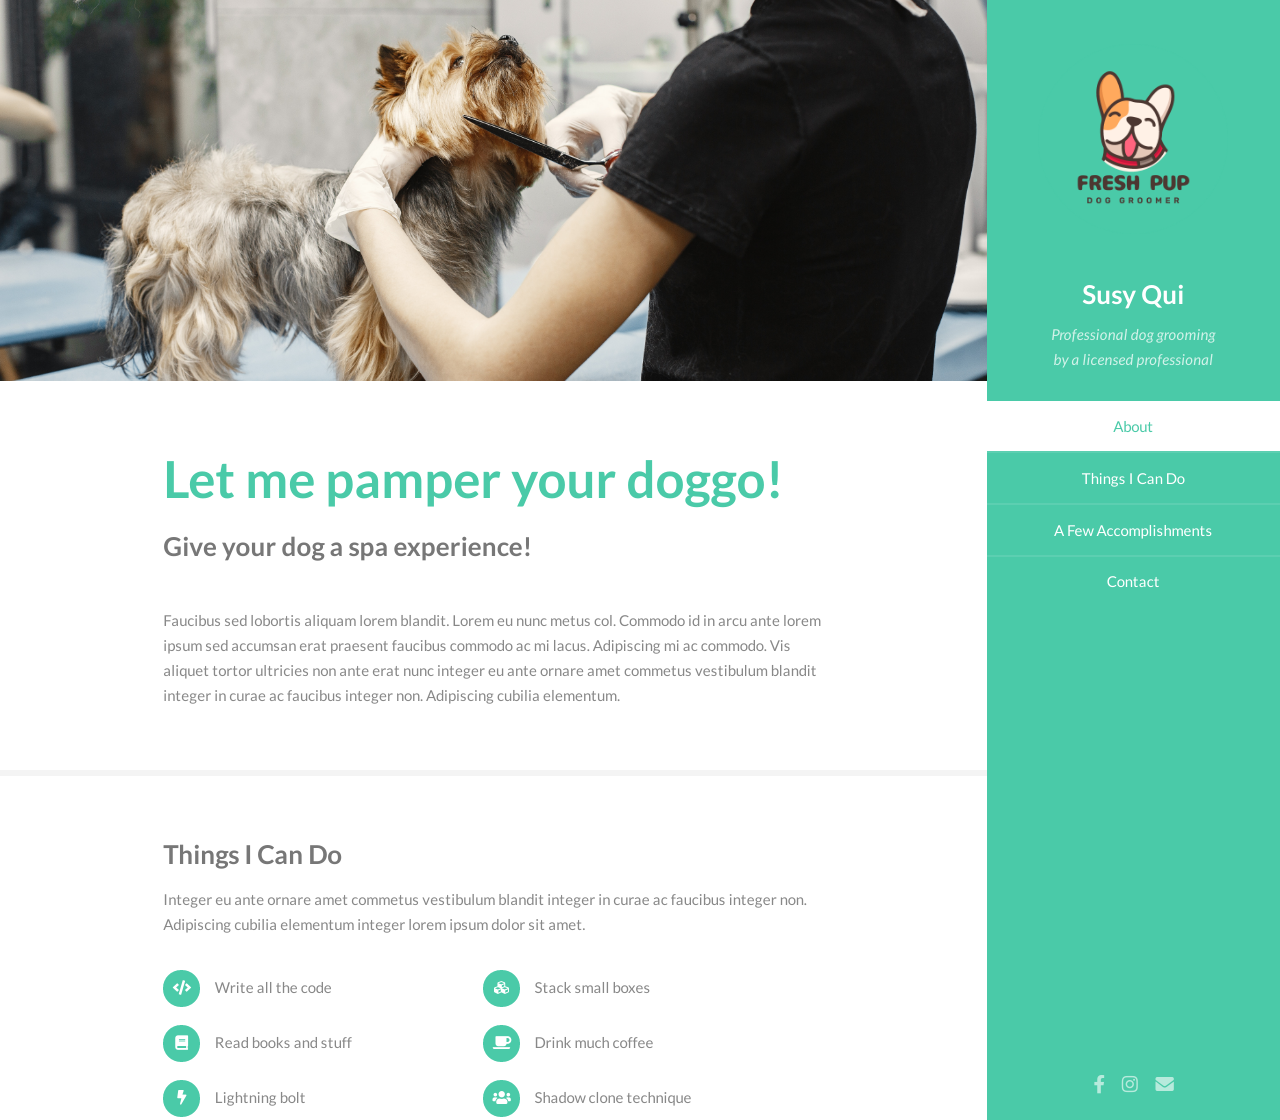 FRESH PUP
DOG GROOMER
Susy Qui
Professional dog grooming
by a licensed professional
About
Things I Can Do
A Few Accomplishments
Contact
Let me pamper your doggo!
Give your dog a spa experience!
Faucibus sed lobortis aliquam lorem blandit. Lorem eu nunc metus col. Commodo id in arcu ante lorem
ipsum sed accumsan erat praesent faucibus commodo ac mi lacus. Adipiscing mi ac commodo. Vis
aliquet tortor ultricies non ante erat nunc integer eu ante ornare amet commetus vestibulum blandit
integer in curae ac faucibus integer non. Adipiscing cubilia elementum.
Things I Can Do
Integer eu ante ornare amet commetus vestibulum blandit integer in curae ac faucibus integer non.
Adipiscing cubilia elementum integer lorem ipsum dolor sit amet.
Write all the code
Stack small boxes
Read books and stuff
Drink much coffee
Lightning bolt
Shadow clone technique